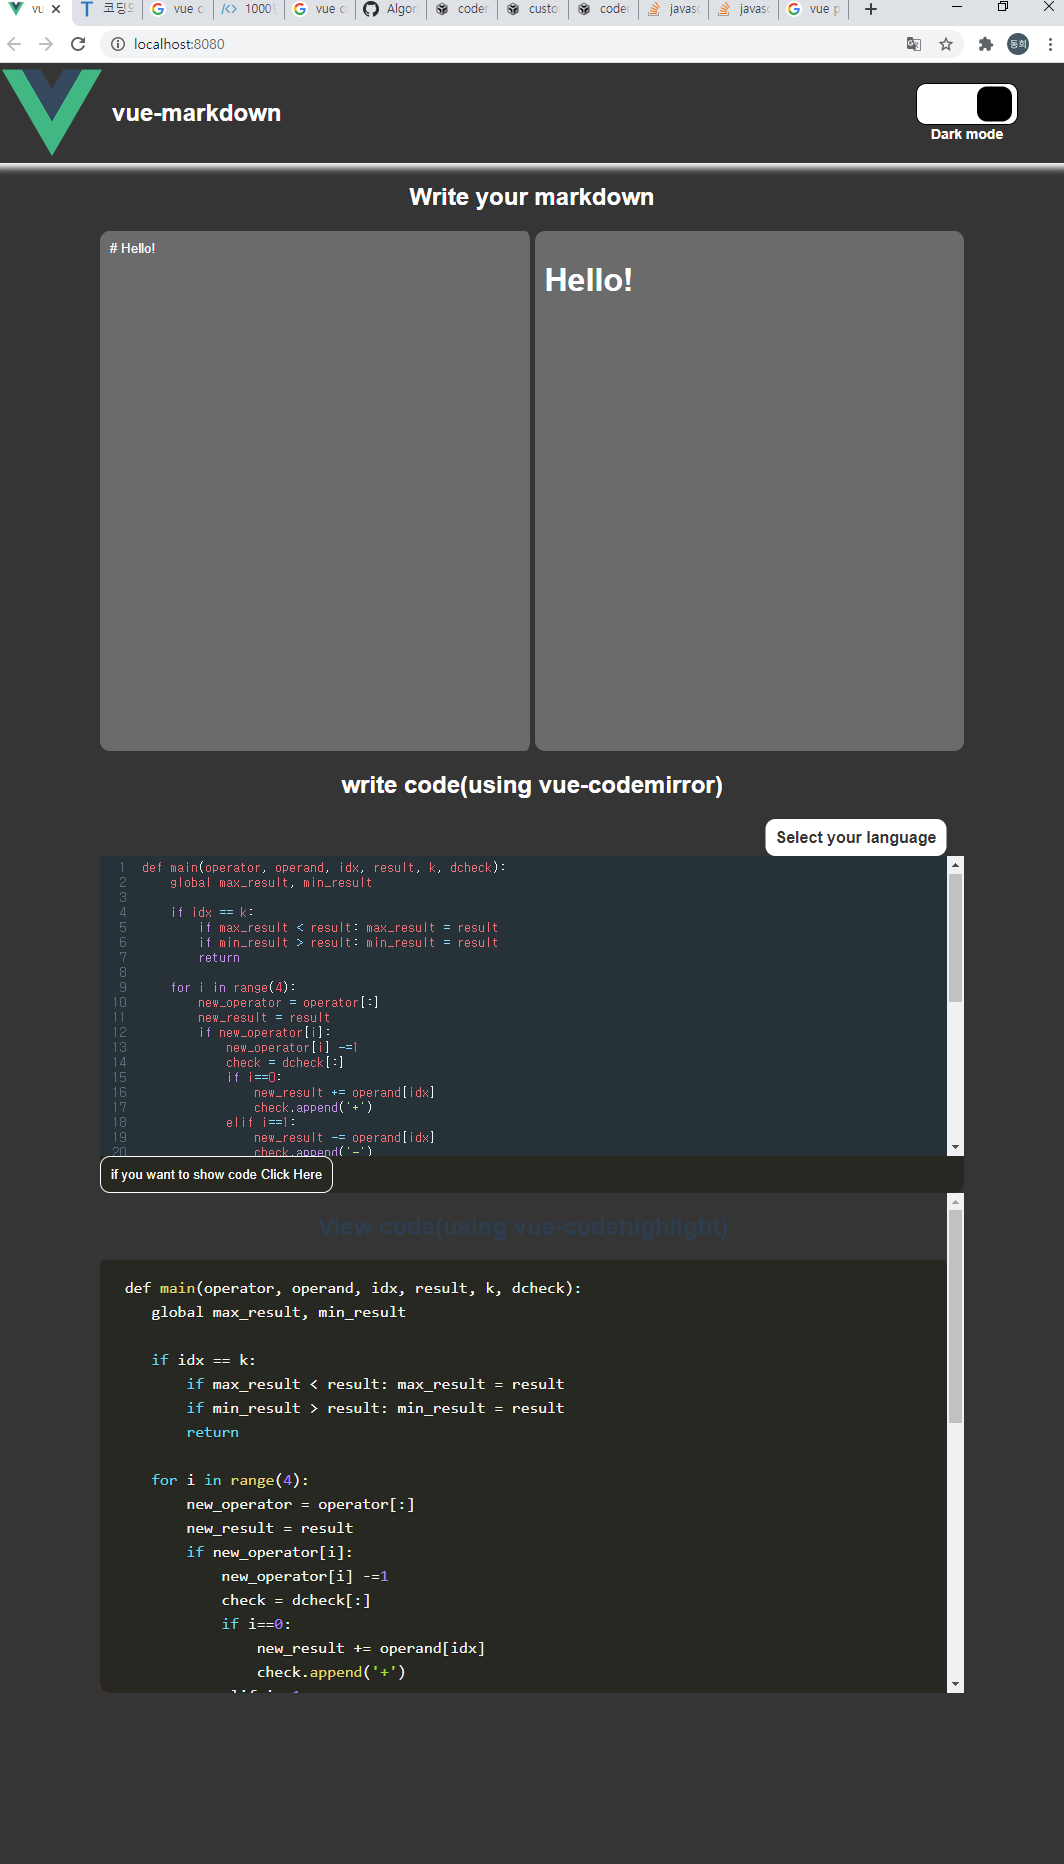 vu
코딩의
vue c
1000
vue c
Algor
coder
custo
coder
javasc
javasc
vue p
localhost:8080
동희
vue-markdown
Dark mode
Write your markdown
# Hello!
Hello!
write code(using vue-codemirror)
Select your language
1 def main(operator, operand, idx, result, k, dcheck):
2 global max_result, min_result
3
4 if idx == k:
5 if max_result < result: max_result = result
6 if min_result > result: min_result = result
7 return
8
9 for i in range(4):
10 new_operator = operator[:]
11 new_result = result
12 if new_operator[i]:
13 new_operator[i] -=1
14 check = dcheck[:]
15 if i==0:
16 new_result += operand[idx]
17 check.append('+')
18 elif i==1:
19 new_result -= operand[idx]
20 check.append('-')
if you want to show code Click Here
View code(using vue-codehighlight)
def main(operator, operand, idx, result, k, dcheck):
global max_result, min_result
if idx == k:
if max_result < result: max_result = result
if min_result > result: min_result = result
return
for i in range(4):
new_operator = operator[:]
new_result = result
if new_operator[i]:
new_operator[i] -=1
check = dcheck[:]
if i==0:
new_result += operand[idx]
check.append('+')